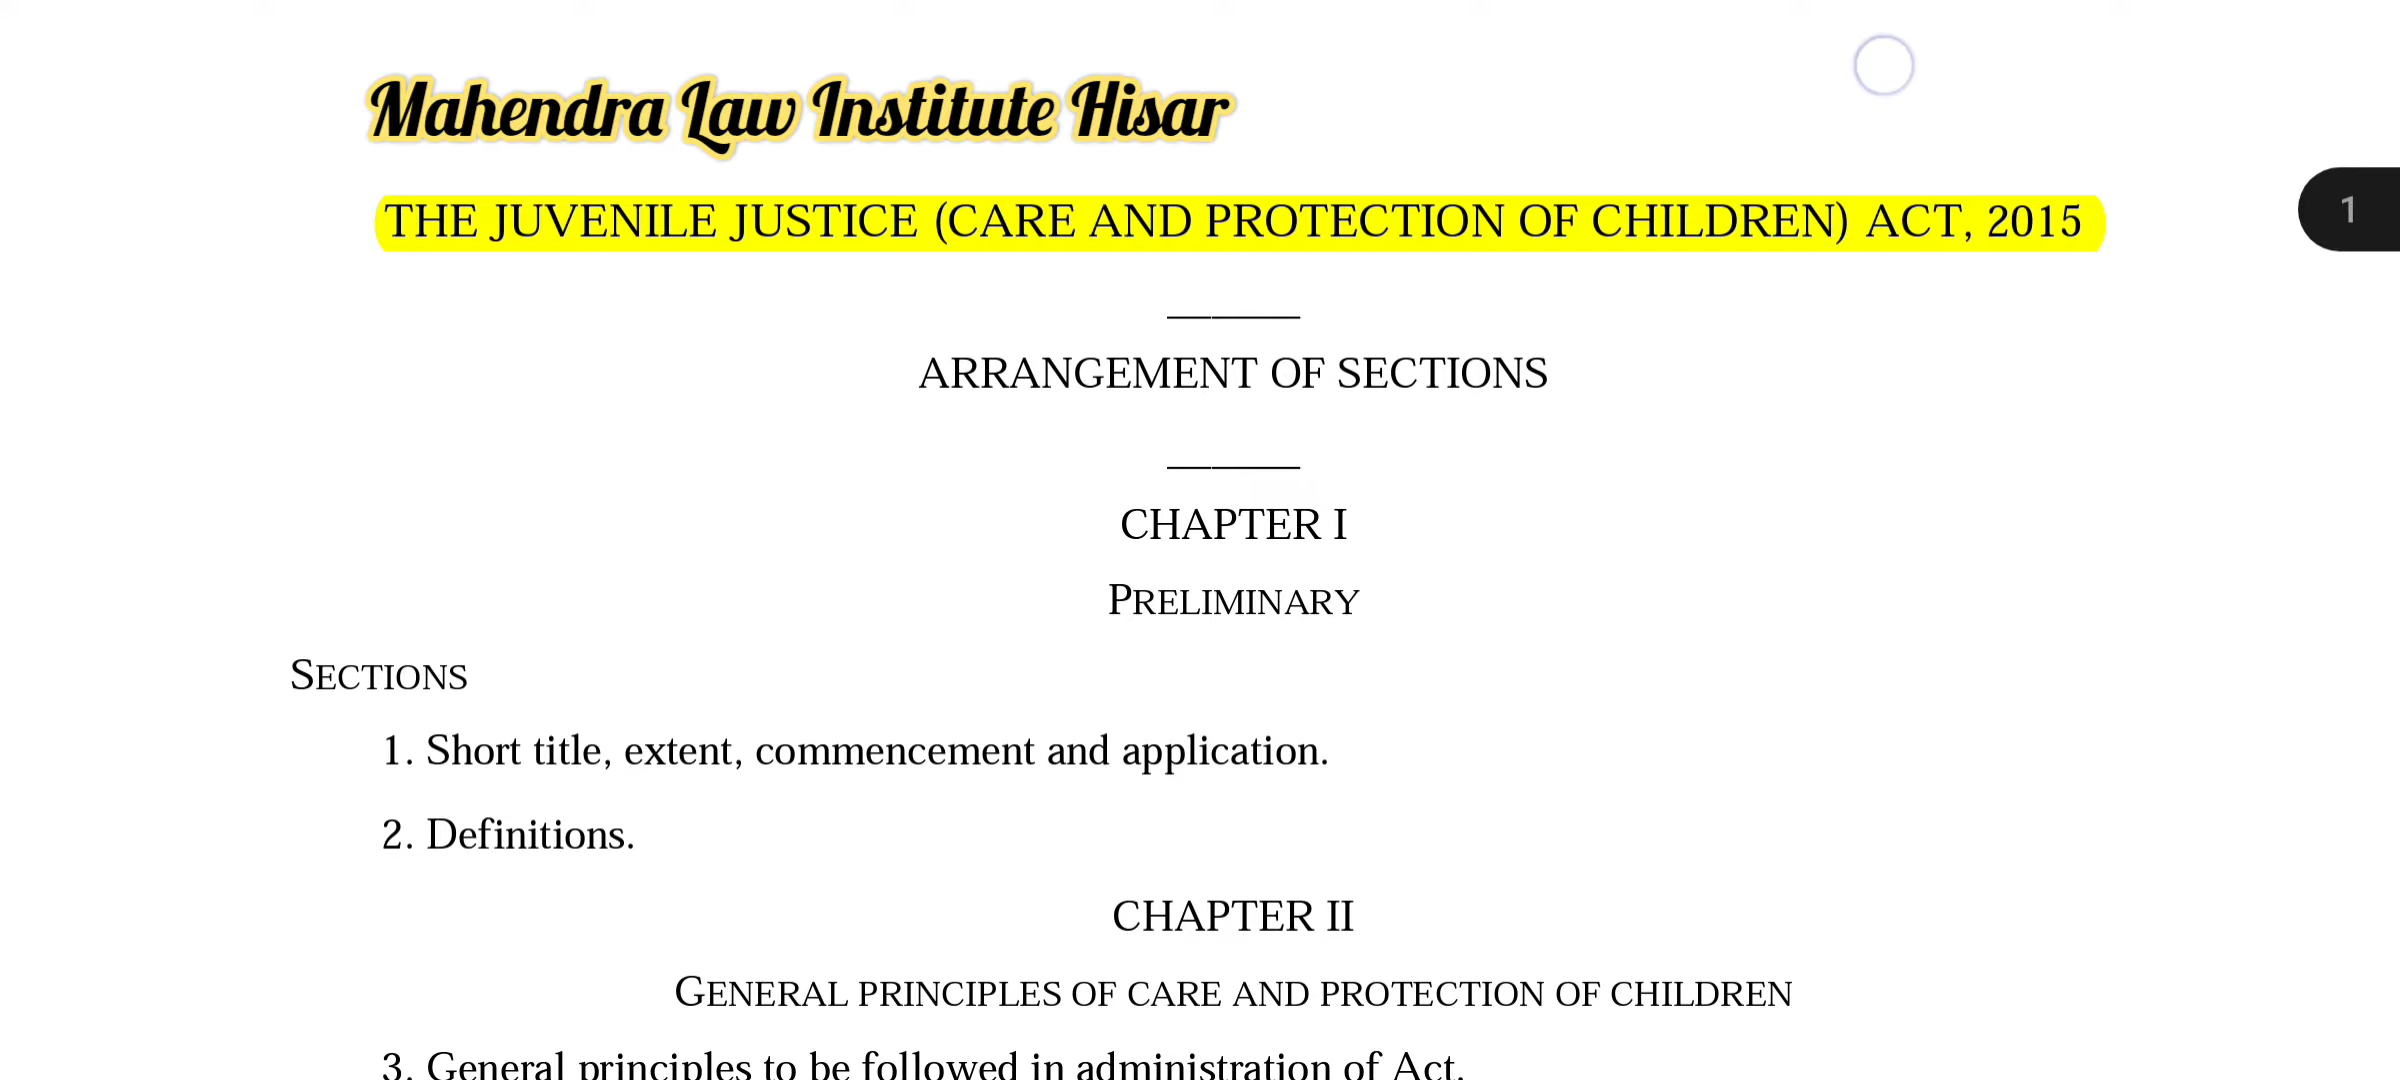 Mahendra Law Institute Hisar
THE JUVENILE JUSTICE (CARE AND PROTECTION OF CHILDREN) ACT, 2015
1
ARRANGEMENT OF SECTIONS
CHAPTER I
PRELIMINARY
SECTIONS
1. Short title, extent, commencement and application.
2. Definitions.
CHAPTER II
GENERAL PRINCIPLES OF CARE AND PROTECTION OF CHILDREN
3. General principles to be followed in administration of Act.